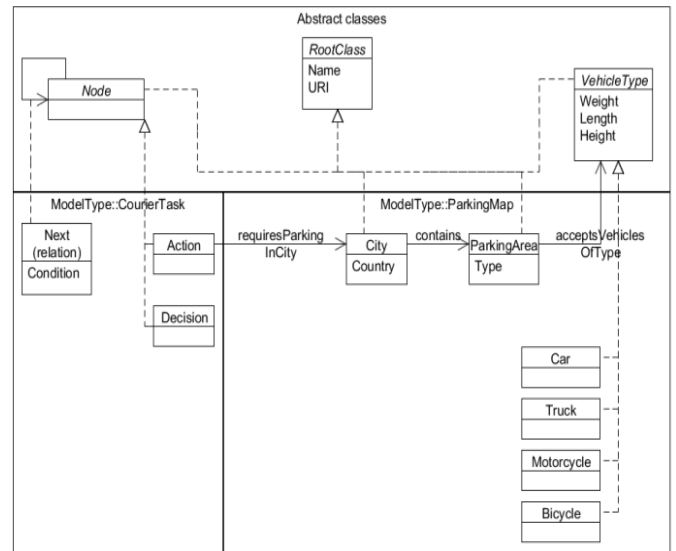 Abstract classes
RootClass
Name
URI
Node
VehicleType
Weight
Length
Height
ModelType::CourierTask
ModelType::ParkingMap
Next
(relation)
Condition
Action
requiresParking
InCity
City
Country
contains
ParkingArea
Type
acceptsVehicles
OfType
Decision
Car
Truck
Motorcycle
Bicycle